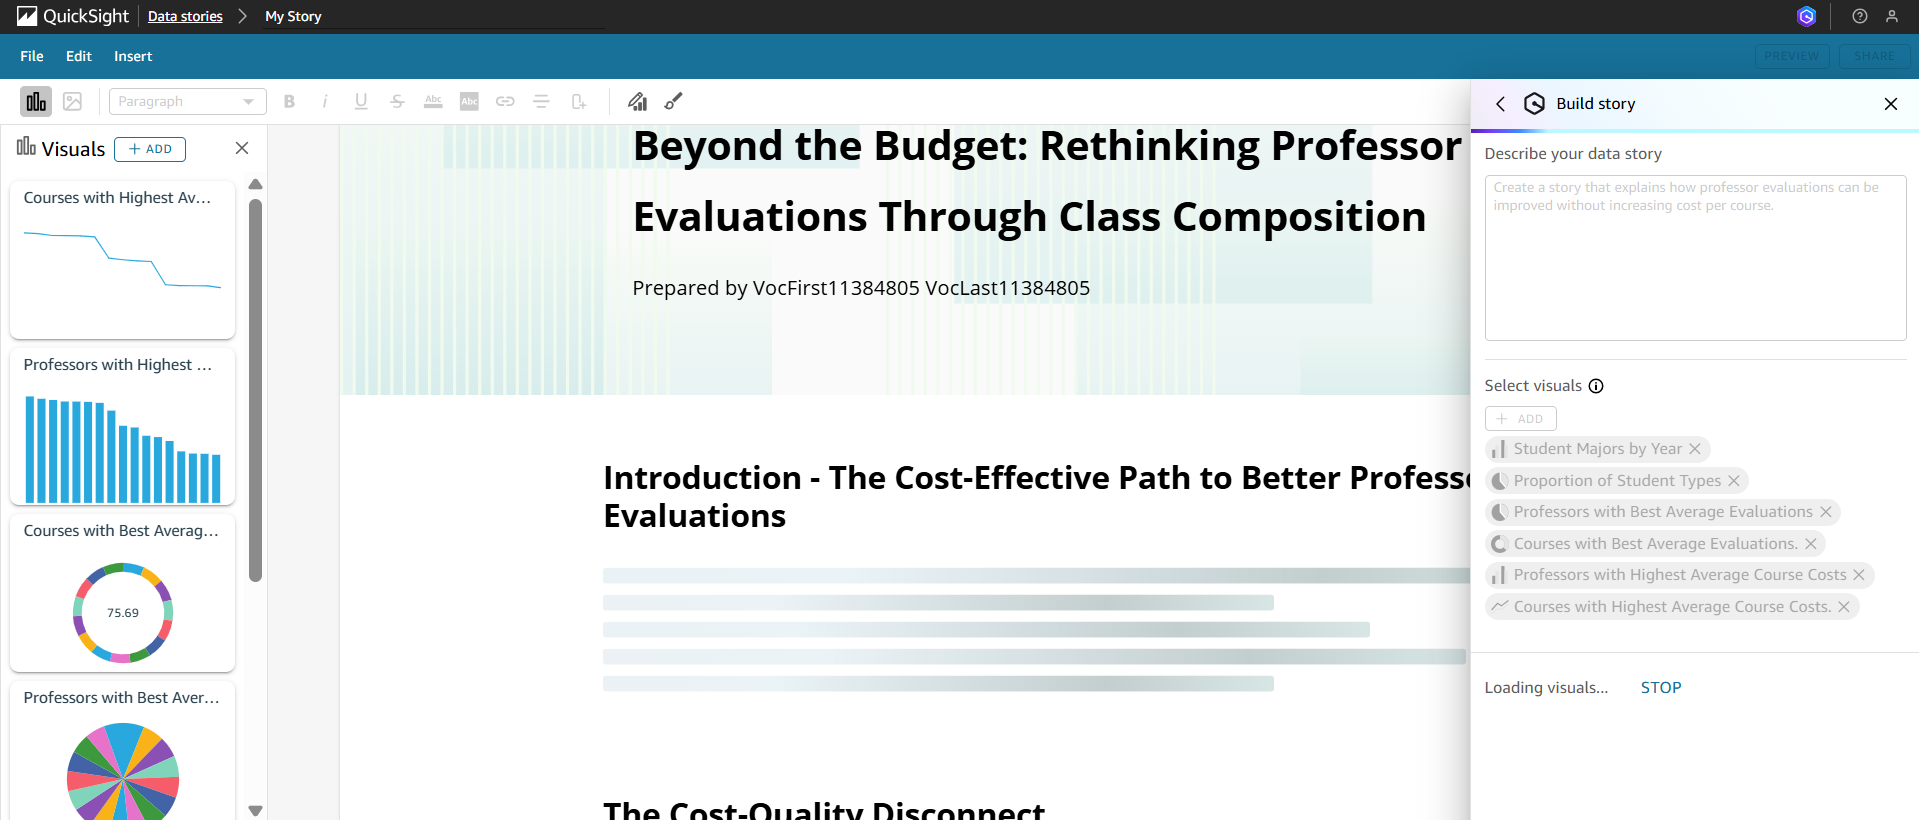 QuickSight
Data stories
My Story
File
Edit
Insert
PREVIEW
SHARE
Paragraph
B
i
U
S
Abc
Abc
Visuals
+ ADD
Courses with Highest Av...
Professors with Highest ...
Courses with Best Averag...
75.69
Professors with Best Aver...
Beyond the Budget: Rethinking Professor
Evaluations Through Class Composition
Prepared by VocFirst11384805 VocLast11384805
Introduction - The Cost-Effective Path to Better Profess
Evaluations
The Cost-Quality Disconnect
Build story
Describe your data story
Create a story that explains how professor evaluations can be
improved without increasing cost per course.
Select visuals
+ ADD
Student Majors by Year
Proportion of Student Types
Professors with Best Average Evaluations
Courses with Best Average Evaluations.
Professors with Highest Average Course Costs
Courses with Highest Average Course Costs.
Loading visuals...
STOP